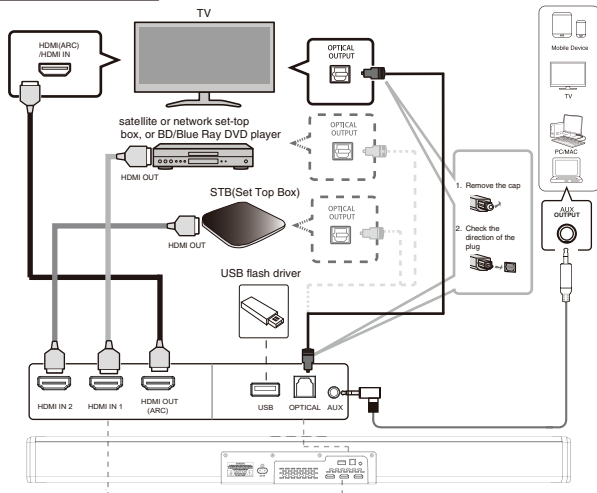 TV
HDMI(ARC)
/HDMI IN
OPTICAL
OUTPUT
Mobile Device
TV
PC/MAC
satellite or network set-top
box, or BD/Blue Ray DVD player
HDMI OUT
OPTICAL
OUTPUT
STB(Set Top Box)
HDMI OUT
OPTICAL
OUTPUT
1. Remove the cap
2. Check the
direction of the
plug
AUX
OUTPUT
USB flash driver
HDMI IN 2
HDMI IN 1
HDMI OUT
(ARC)
USB
OPTICAL
AUX